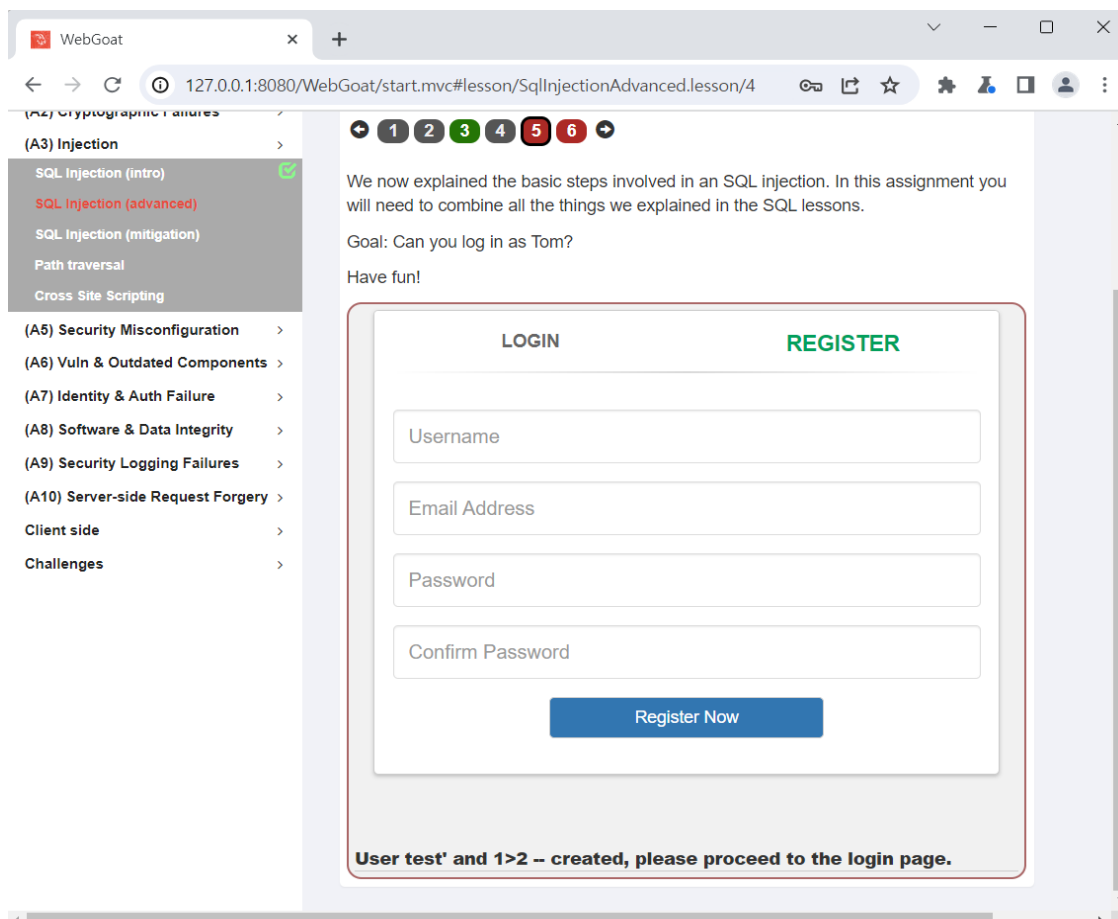 WebGoat
127.0.0.1:8080/WebGoat/start.mvc#lesson/SqlInjectionAdvanced.lesson/4
(A2) Cryptographic Failures
(A3) Injection
SQL Injection (intro)
SQL Injection (advanced)
SQL Injection (mitigation)
Path traversal
Cross Site Scripting
(A5) Security Misconfiguration
(A6) Vuln & Outdated Components
(A7) Identity & Auth Failure
(A8) Software & Data Integrity
(A9) Security Logging Failures
(A10) Server-side Request Forgery
Client side
Challenges
1 2 3 4 5 6
We now explained the basic steps involved in an SQL injection. In this assignment you
will need to combine all the things we explained in the SQL lessons.
Goal: Can you log in as Tom?
Have fun!
LOGIN REGISTER
Username
Email Address
Password
Confirm Password
Register Now
User test' and 1>2 -- created, please proceed to the login page.